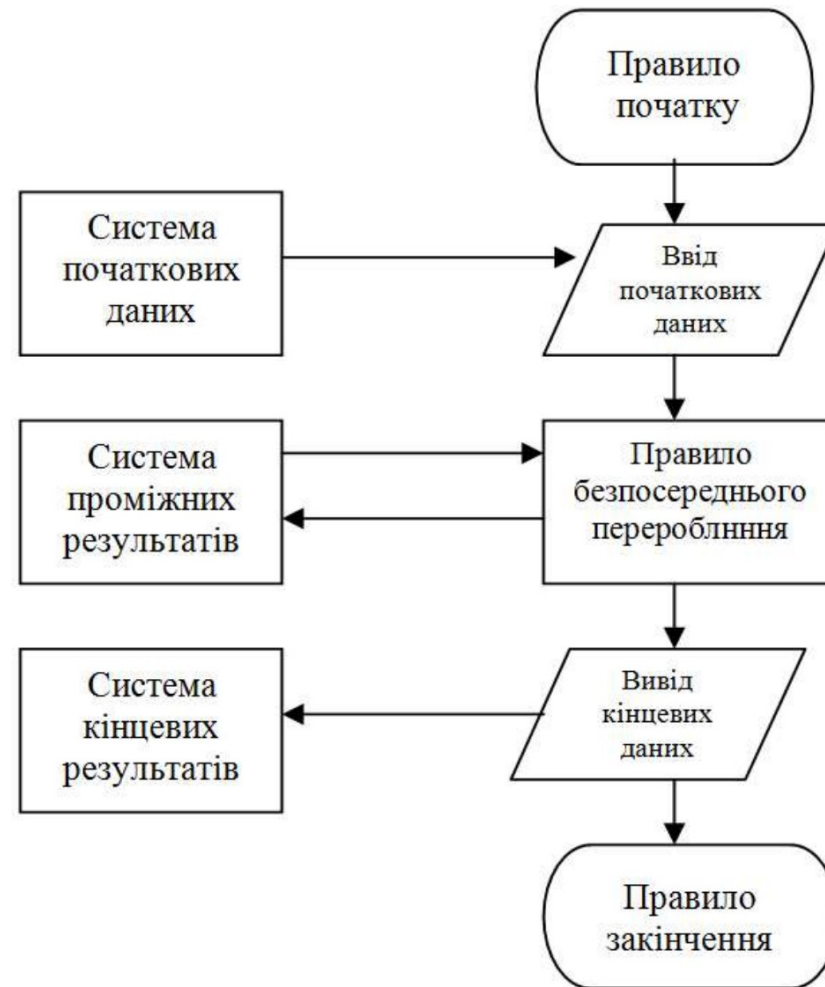 Правило
початку
Система
початкових
даних
Ввід
початкових
даних
Система
проміжних
результатів
Правило
безпосереднього
перероблнння
Система
кінцевих
результатів
Вивід
кінцевих
даних
Правило
закінчення